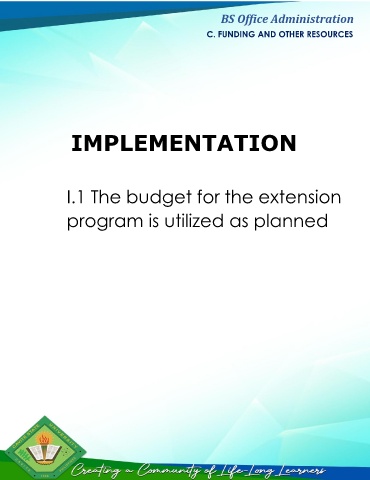 BS Office Administration
C. FUNDING AND OTHER RESOURCES
IMPLEMENTATION
I.1 The budget for the extension
program is utilized as planned
Creating a Community of Life-Long Learners